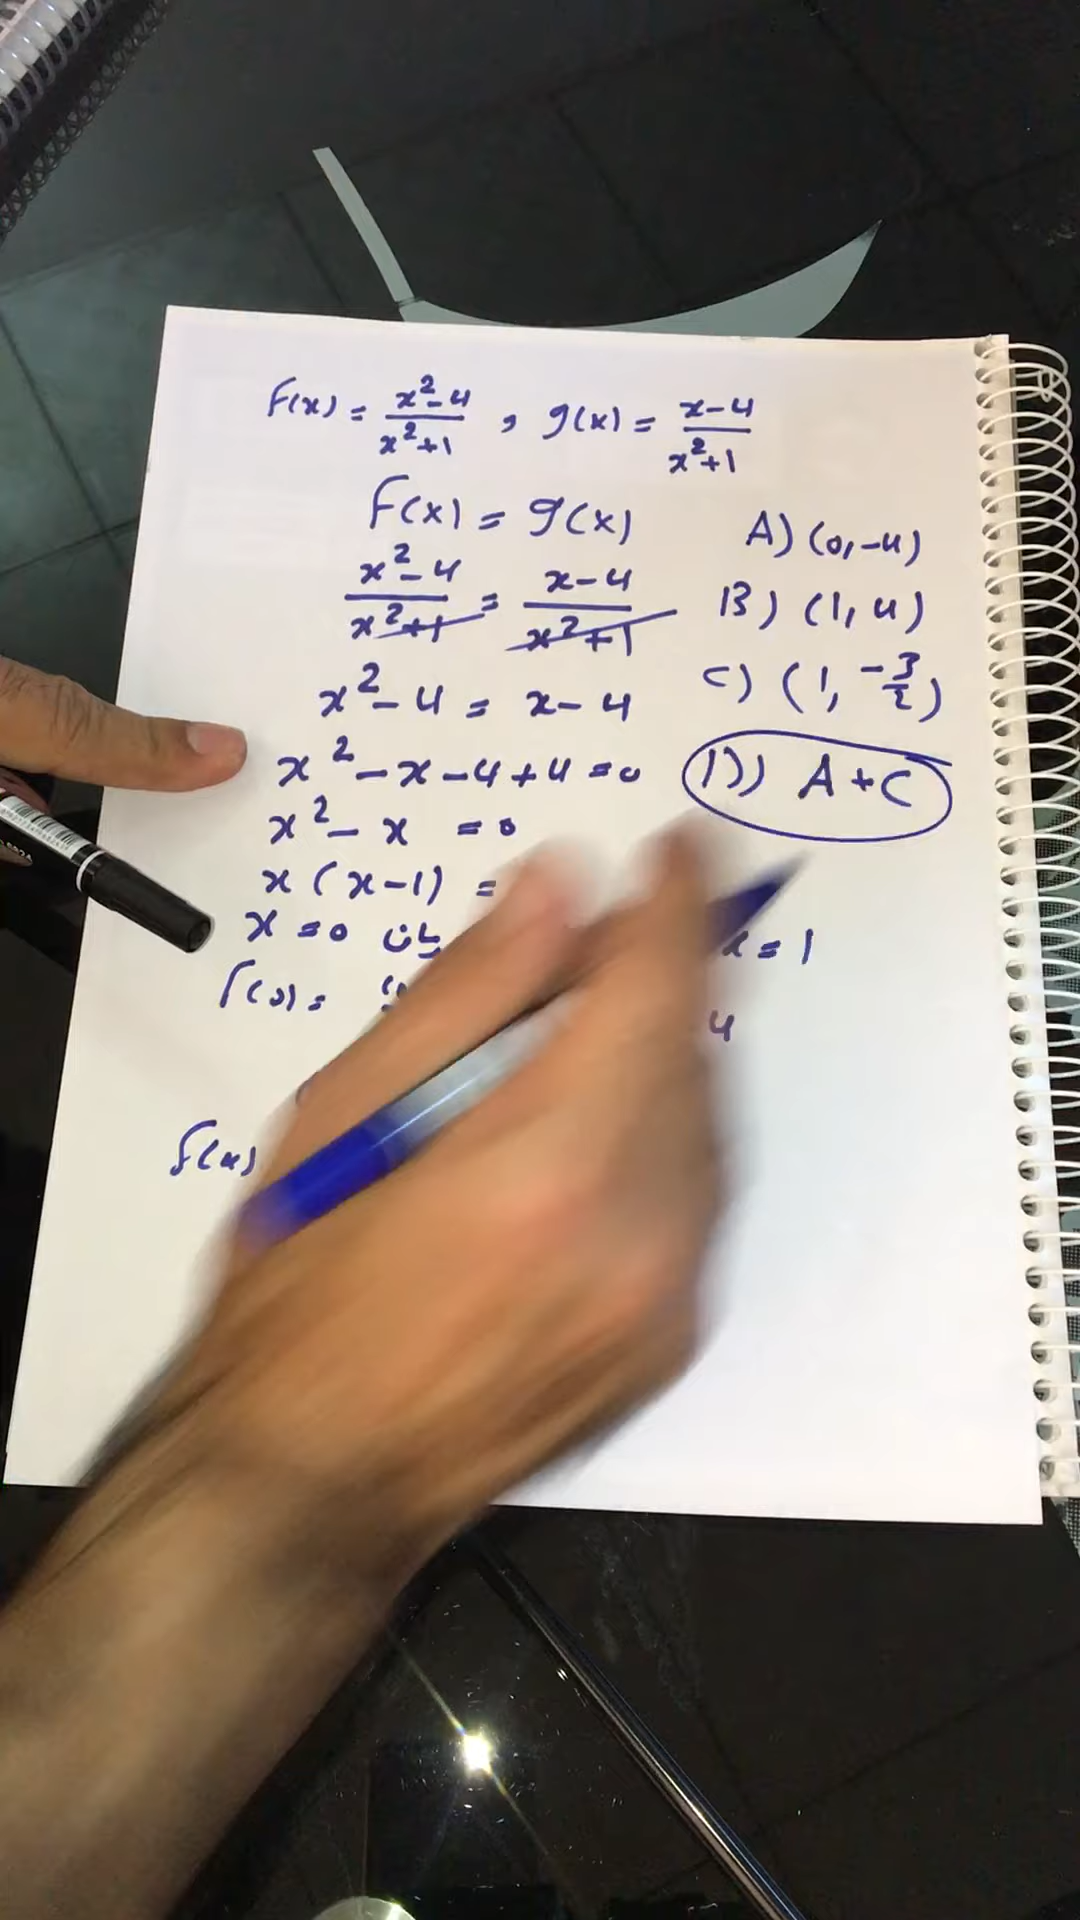 f(x) = x²-4 / x²+1 , g(x) = x-4 / x²+1
f(x) = g(x)
x²-4 / x²+1 = x-4 / x²+1
x²-4 = x-4
x²-x-4+4=0
x²-x =0
x(x-1) =
x=0
x=1
f(0)=
4
f(x)
A) (0,-4)
B) (1,4)
C) (1,-3/2)
D) A+C